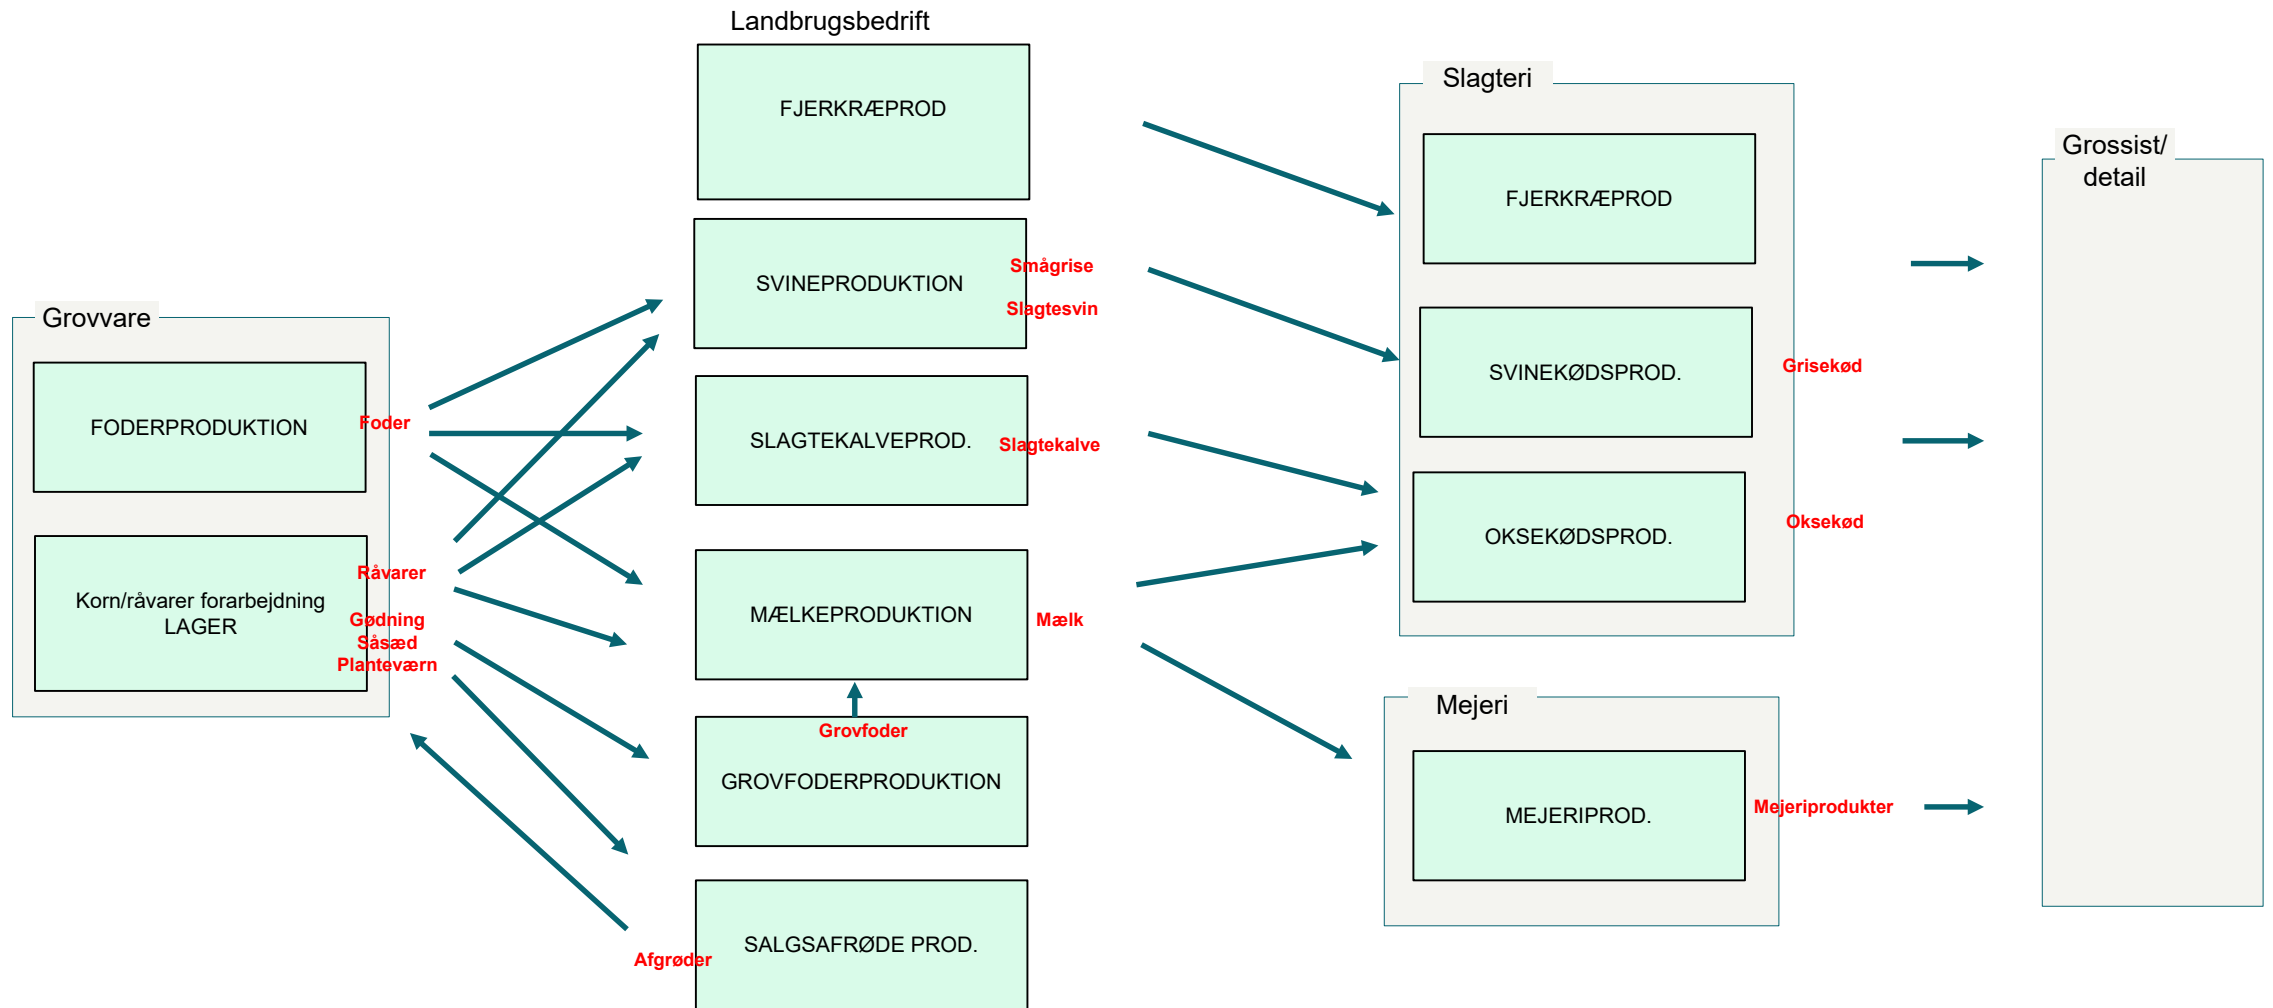 Landbrugsbedrift
FJERKRÆPROD
SVINEPRODUKTION
Smågrise
Slagtesvin
SLAGTEKALVEPROD.
Slagtekalve
MÆLKEPRODUKTION
Mælk
Grovfoder
GROVFODERPRODUKTION
SALGSAFRØDE PROD.
Afgrøder
Grovvare
FODERPRODUKTION
Foder
Korn/råvarer forarbejdning
LAGER
Råvarer
Gødning
Såsæd
Planteværn
Slagteri
FJERKRÆPROD
SVINEKØDSPROD.
Grisekød
OKSEKØDSPROD.
Oksekød
Mejeri
MEJERIPROD.
Mejeriprodukter
Grossist/
detail